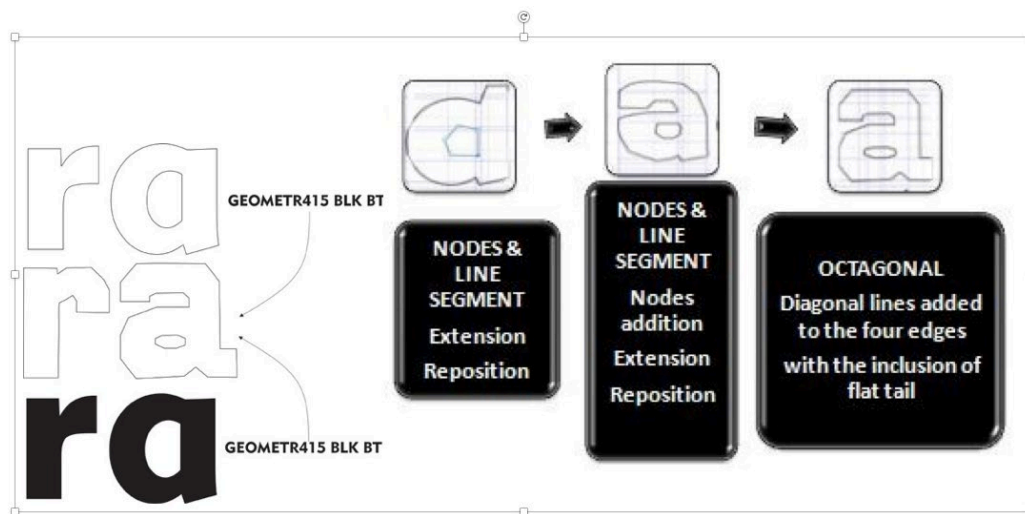 ra
GEOMETR415 BLK BT
ra
ra
GEOMETR415 BLK BT
a
NODES &
LINE
SEGMENT
Extension
Reposition
a
NODES &
LINE
SEGMENT
Nodes
addition
Extension
Reposition
a
OCTAGONAL
Diagonal lines added
to the four edges
with the inclusion of
flat tail